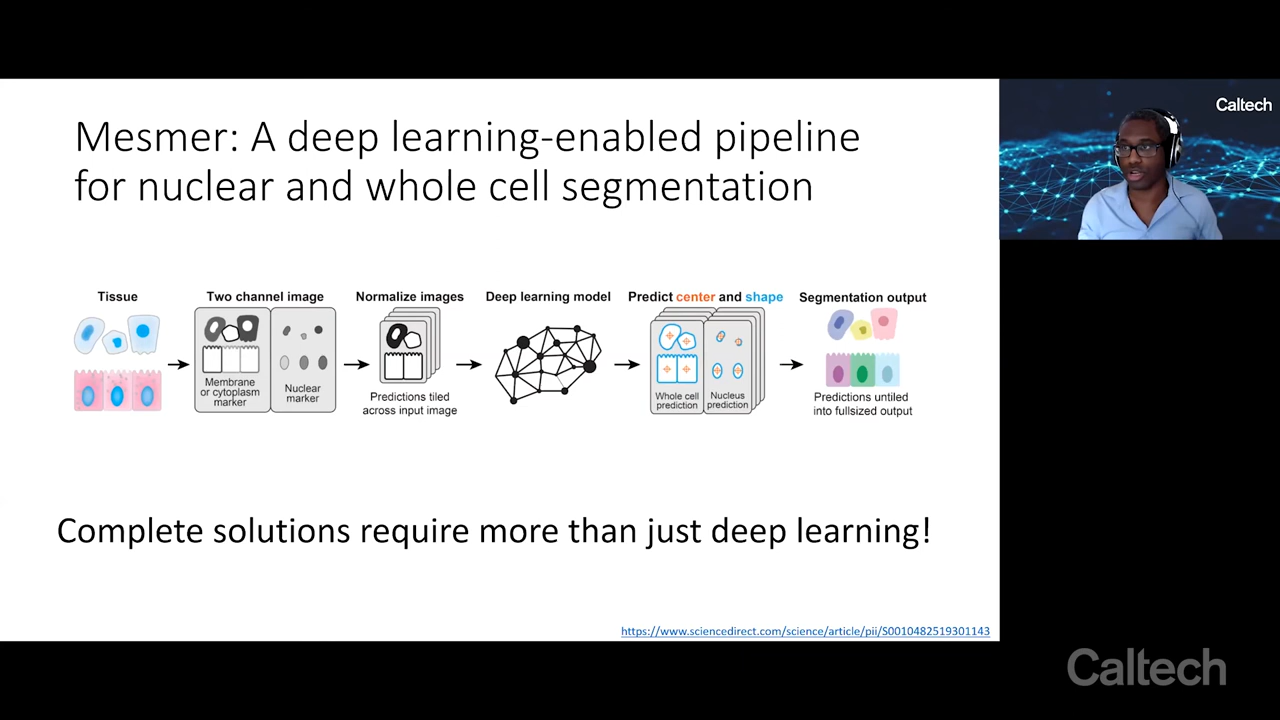 Mesmer: A deep learning-enabled pipeline
for nuclear and whole cell segmentation
Caltech
Tissue
Two channel image
Membrane
or cytoplasm
marker
Nuclear
marker
Normalize images
Predictions tiled
across input image
Deep learning model
Predict center and shape
Whole cell
prediction
Nucleus
prediction
Segmentation output
Predictions untiled
into fullsized output
Complete solutions require more than just deep learning!
https://www.sciencedirect.com/science/article/pii/S0010482519301143
Caltech